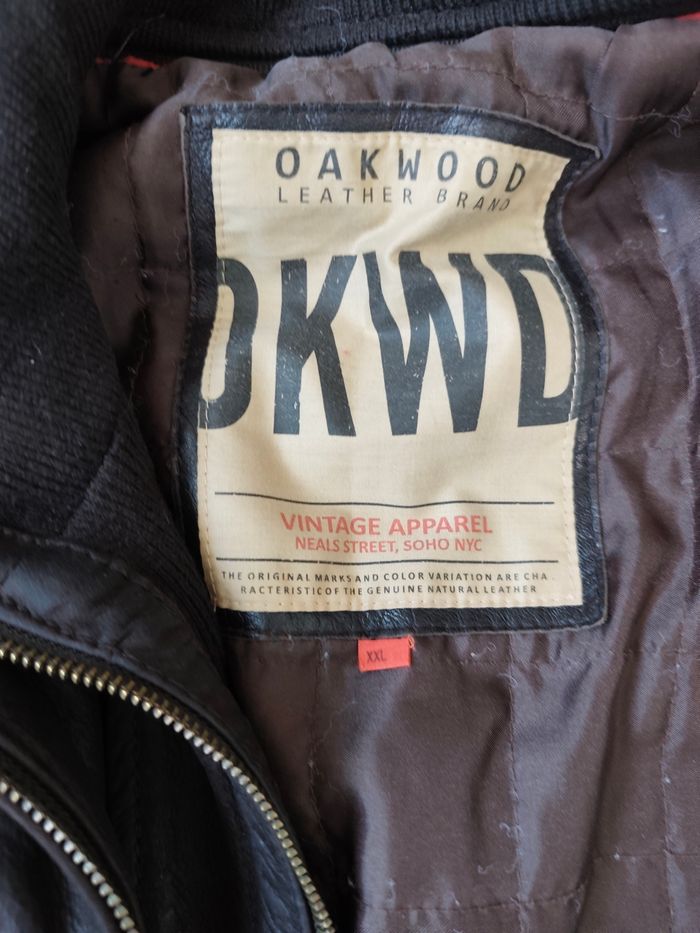 OAKWOOD
LEATHER BRAND
OKWD
VINTAGE APPAREL
NEALS STREET, SOHO NYC
THE ORIGINAL MARKS AND COLOR VARIATION ARE CHA .
RACTERISTIC OF THE GENUINE NATURAL LEATHER
XXL